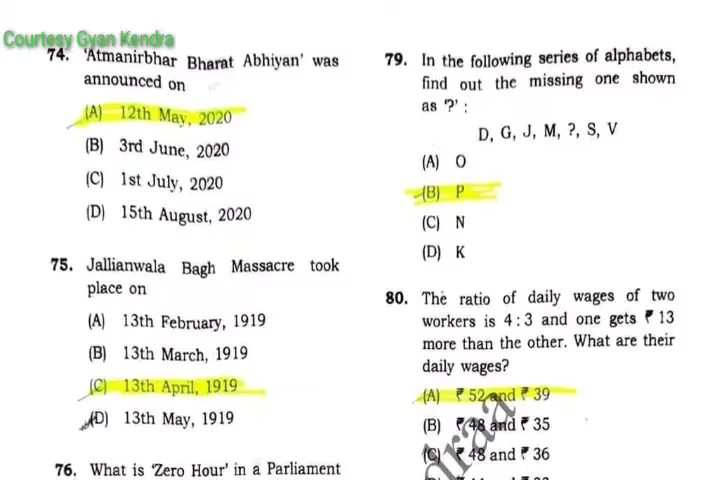 Courtesy Gyan Kendra
74. 'Atmanirbhar Bharat Abhiyan' was
announced on
(A) 12th May, 2020
(B) 3rd June, 2020
(C) 1st July, 2020
(D) 15th August, 2020
75. Jallianwala Bagh Massacre took
place on
(A) 13th February, 1919
(B) 13th March, 1919
(C) 13th April, 1919
(D) 13th May, 1919
76. What is 'Zero Hour' in a Parliament
79. In the following series of alphabets,
find out the missing one shown
as '?' :
D, G, J, M, ?, S, V
(A) O
(B) P
(C) N
(D) K
80. The ratio of daily wages of two
workers is 4 : 3 and one gets ₹ 13
more than the other. What are their
daily wages?
(A) ₹ 52 and ₹ 39
(B) ₹ 48 and ₹ 35
(C) ₹ 48 and ₹ 36